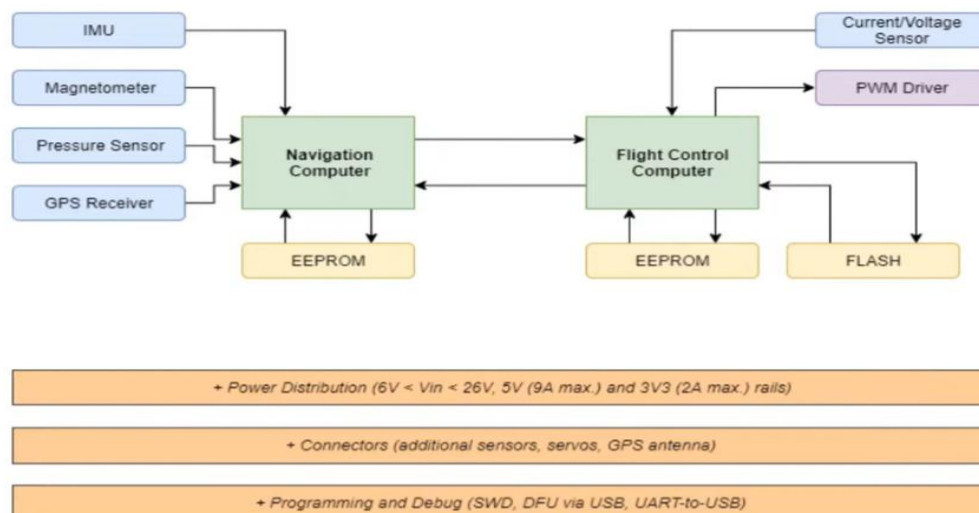 IMU
Current/Voltage
Sensor
Magnetometer
PWM Driver
Pressure Sensor
Navigation
Computer
Flight Control
Computer
GPS Receiver
EEPROM
EEPROM
FLASH
+ Power Distribution (6V < Vin < 26V, 5V (9A max.) and 3V3 (2A max.) rails)
+ Connectors (additional sensors, servos, GPS antenna)
+ Programming and Debug (SWD, DFU via USB, UART-to-USB)